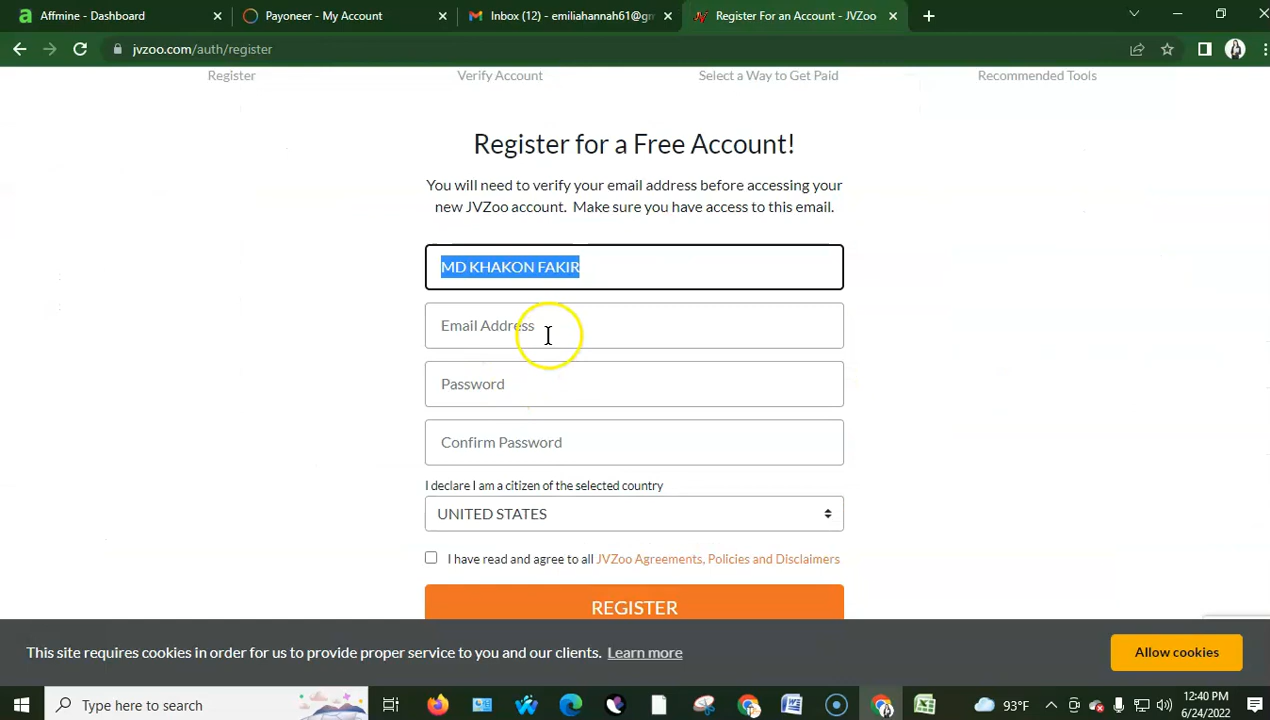 Affmine - Dashboard
Payoneer - My Account
Inbox (12) - emiliahannah61@gm
Register For an Account - JVZoo
jvzoo.com/auth/register
Register
Verify Account
Select a Way to Get Paid
Recommended Tools
Register for a Free Account!
You will need to verify your email address before accessing your
new JVZoo account. Make sure you have access to this email.
MD KHAKON FAKIR
Email Address
Password
Confirm Password
I declare I am a citizen of the selected country
UNITED STATES
I have read and agree to all JVZoo Agreements, Policies and Disclaimers
REGISTER
This site requires cookies in order for us to provide proper service to you and our clients. Learn more
Allow cookies
Type here to search
93°F
12:40 PM
6/24/2022